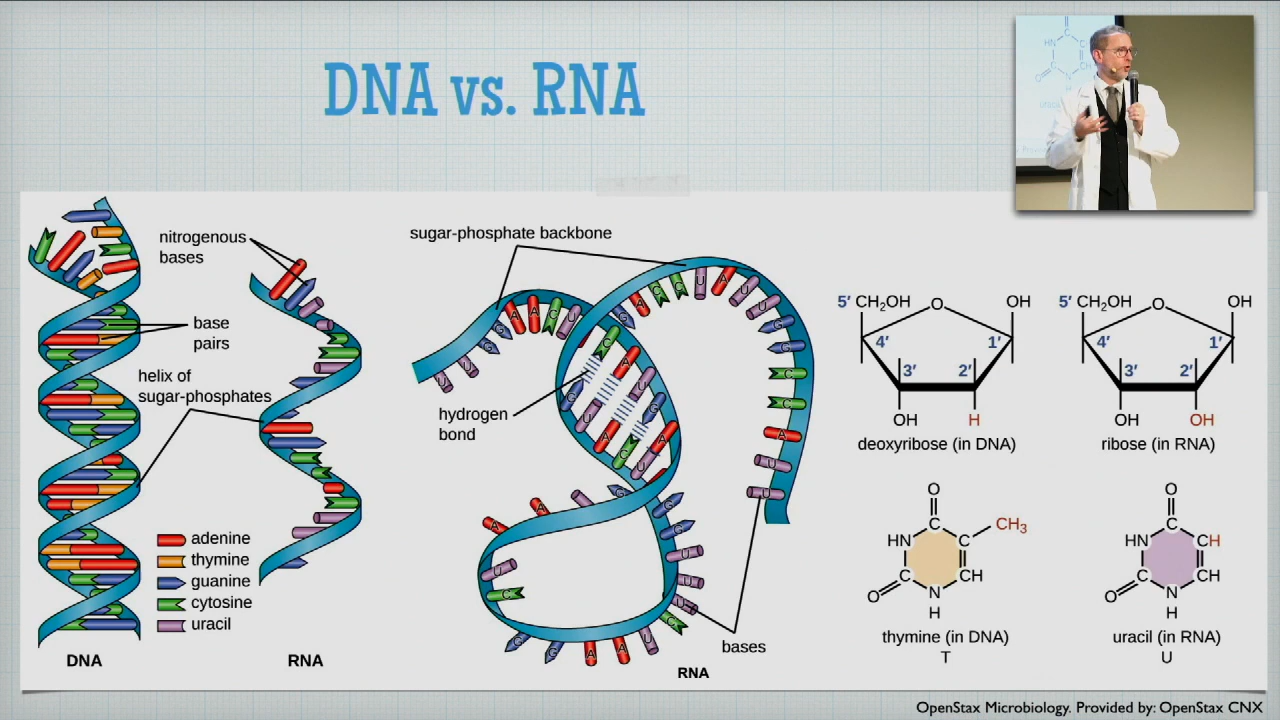 DNA vs. RNA
nitrogenous
bases
base
pairs
helix of
sugar-phosphates
adenine
thymine
guanine
cytosine
uracil
DNA
RNA
sugar-phosphate backbone
hydrogen
bond
bases
RNA
5′ CH₂OH O OH
4′ 1′
3′ 2′
OH H
deoxyribose (in DNA)
5′ CH₂OH O OH
4′ 1′
3′ 2′
OH OH
ribose (in RNA)
O
C CH₃
HN C
C CH
O N
H
thymine (in DNA)
T
O
C
HN CH
C CH
O N
H
uracil (in RNA)
U
OpenStax Microbiology. Provided by: OpenStax CNX